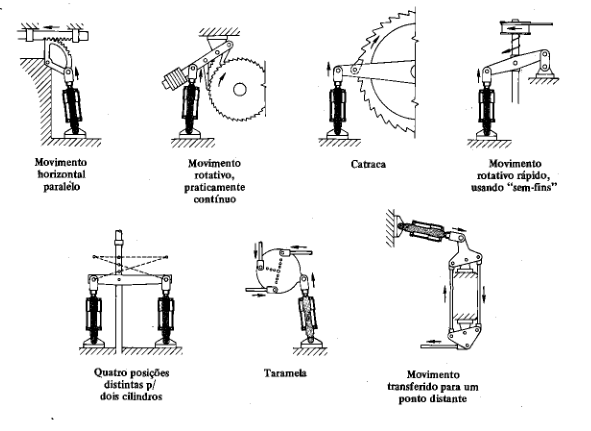 Movimento
horizontal
paralelo
Movimento
rotativo,
praticamente
contínuo
Catraca
Movimento
rotativo rápido,
usando “sem-fins”
Quatro posições
distintas p/
dois cilindros
Taramela
Movimento
transferido para um
ponto distante